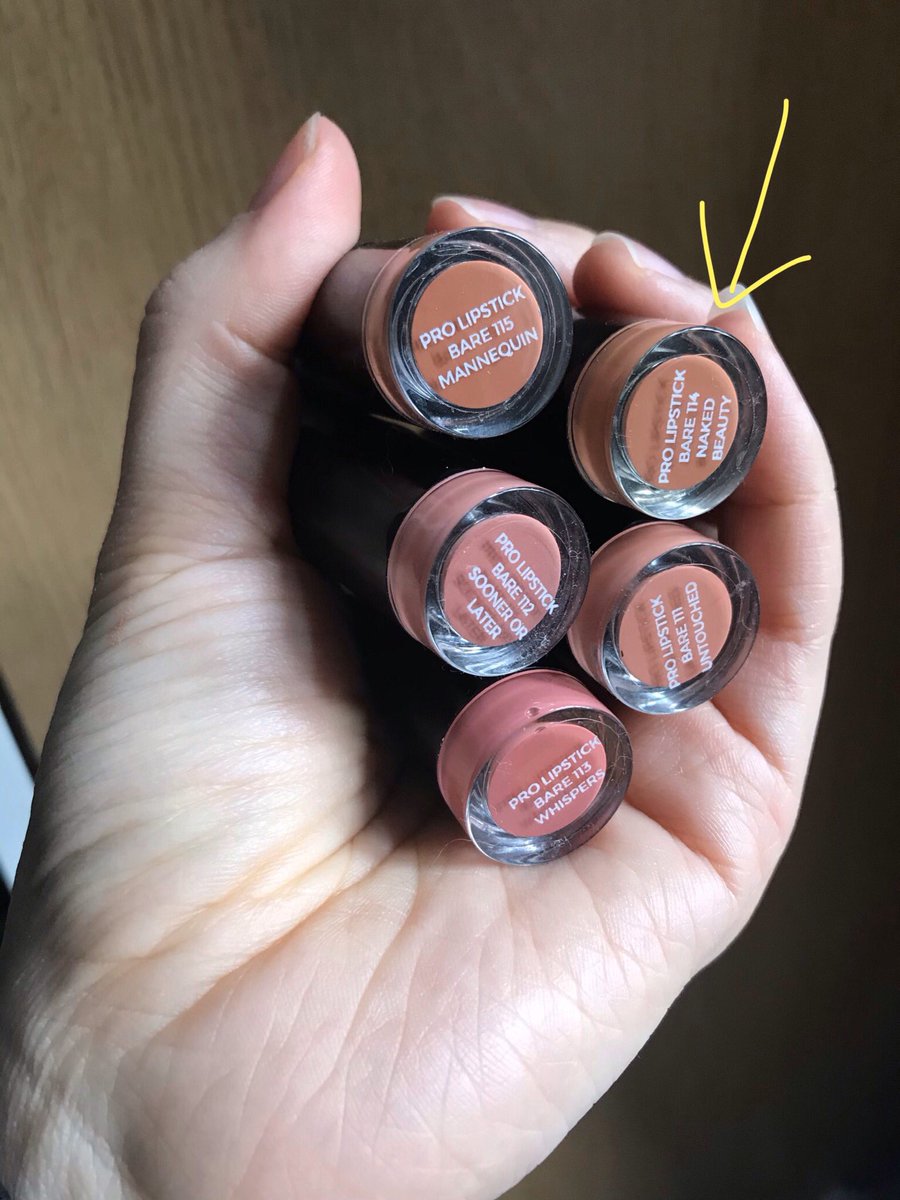 PRO LIPSTICK
BARE 115
MANNEQUIN
PRO LIPSTICK
BARE 114
NAKED
BEAUTY
PRO LIPSTICK
BARE 112
SOONER OR
LATER
PRO LIPSTICK
BARE 111
UNTOUCHED
PRO LIPSTICK
BARE 113
WHISPERS